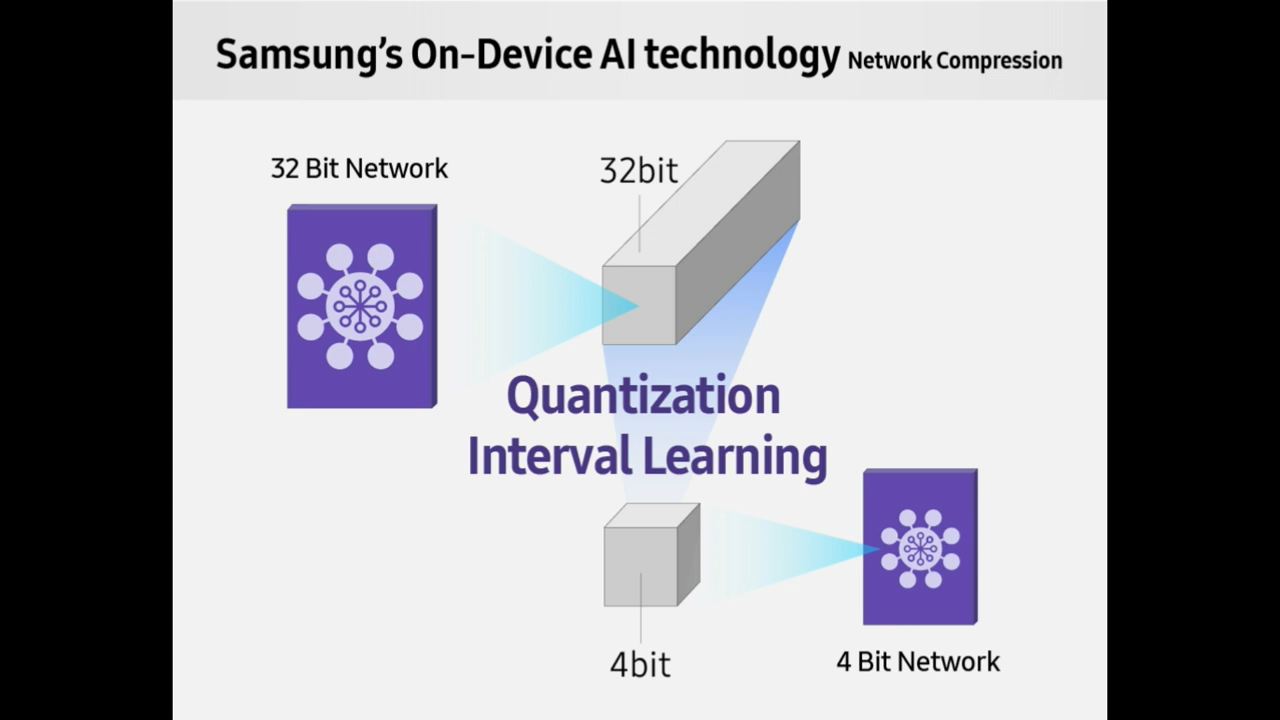 Samsung's On-Device AI technology Network Compression
32 Bit Network
32bit
Quantization
Interval Learning
4bit
4 Bit Network